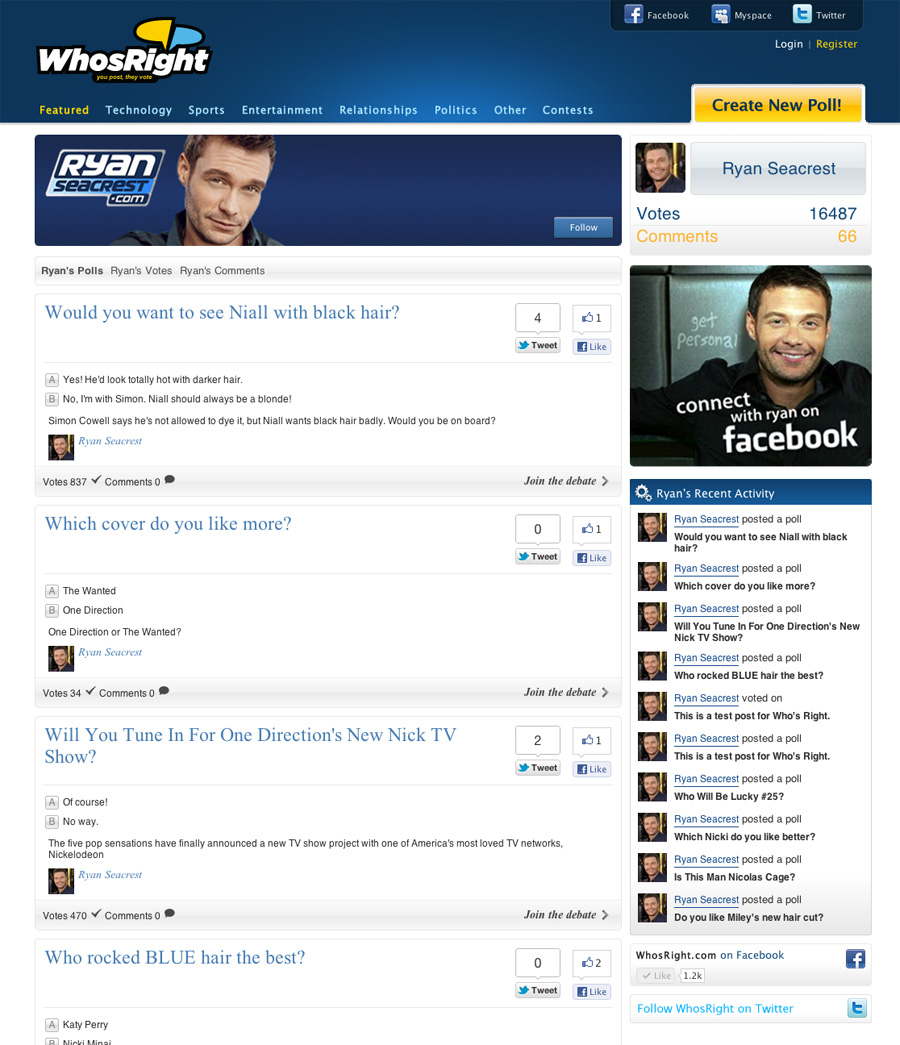 Facebook
Myspace
Twitter
Login | Register
WhosRight
you post, they vote
Featured Technology Sports Entertainment Relationships Politics Other Contests
Create New Poll!
RYAN
SEACREST
.COM
Follow
Ryan Seacrest
Votes 16487
Comments 66
Ryan's Polls Ryan's Votes Ryan's Comments
Would you want to see Niall with black hair?
4
1
Tweet
Like
A Yes! He'd look totally hot with darker hair.
B No, I'm with Simon. Niall should always be a blonde!
Simon Cowell says he's not allowed to dye it, but Niall wants black hair badly. Would you be on board?
Ryan Seacrest
Votes 837 Comments 0
Join the debate
Which cover do you like more?
0
1
Tweet
Like
A The Wanted
B One Direction
One Direction or The Wanted?
Ryan Seacrest
Votes 34 Comments 0
Join the debate
Will You Tune In For One Direction's New Nick TV
Show?
2
1
Tweet
Like
A Of course!
B No way.
The five pop sensations have finally announced a new TV show project with one of America's most loved TV networks,
Nickelodeon
Ryan Seacrest
Votes 470 Comments 0
Join the debate
Who rocked BLUE hair the best?
0
2
Tweet
Like
A Katy Perry
B Nicki Minaj
get
personal
connect
with ryan on
facebook
Ryan's Recent Activity
Ryan Seacrest posted a poll
Would you want to see Niall with black
hair?
Ryan Seacrest posted a poll
Which cover do you like more?
Ryan Seacrest posted a poll
Will You Tune In For One Direction's New
Nick TV Show?
Ryan Seacrest posted a poll
Who rocked BLUE hair the best?
Ryan Seacrest voted on
This is a test post for Who's Right.
Ryan Seacrest posted a poll
This is a test post for Who's Right.
Ryan Seacrest posted a poll
Who Will Be Lucky #25?
Ryan Seacrest posted a poll
Which Nicki do you like better?
Ryan Seacrest posted a poll
Is This Man Nicolas Cage?
Ryan Seacrest posted a poll
Do you like Miley's new hair cut?
WhosRight.com on Facebook
Like 1.2k
Follow WhosRight on Twitter